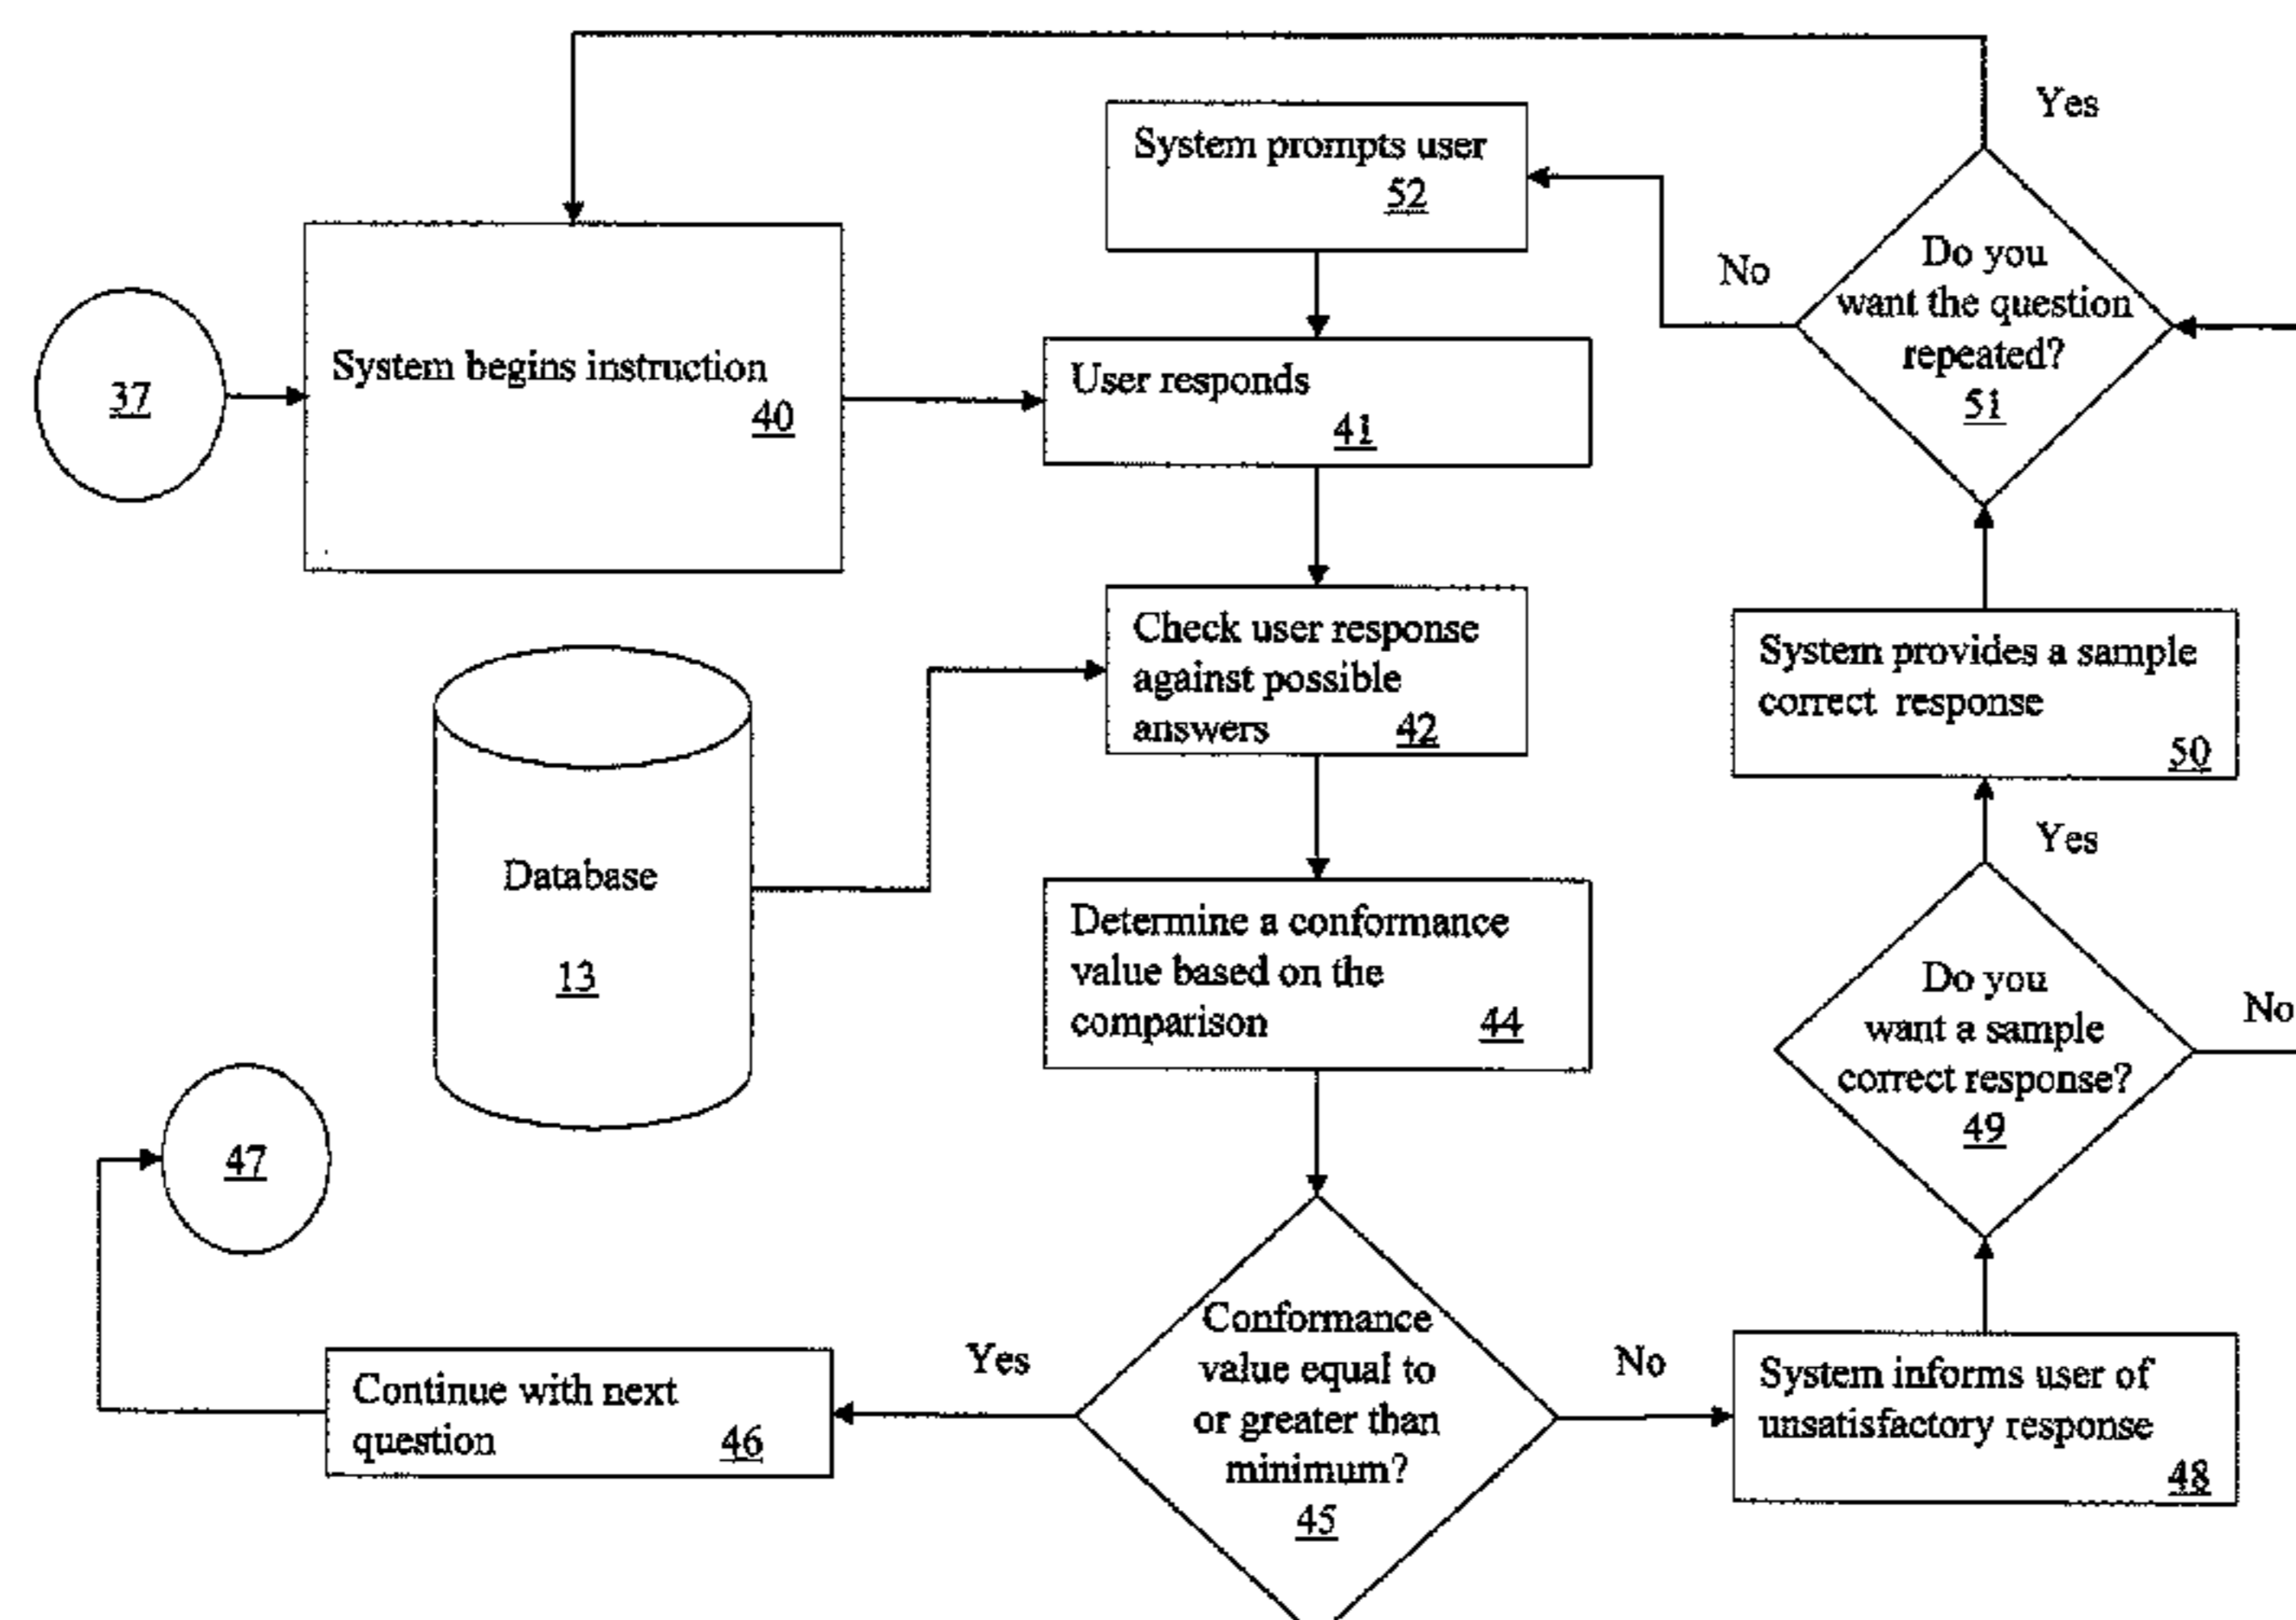 Yes
System prompts user
52
Do you
want the question
repeated?
51
No
37
System begins instruction
40
User responds
41
Check user response
against possible
answers 42
System provides a sample
correct response
50
Yes
Database
13
Determine a conformance
value based on the
comparison 44
Do you
want a sample
correct response?
49
No
47
Conformance
value equal to
or greater than
minimum?
45
Yes
No
Continue with next
question 46
System informs user of
unsatisfactory response
48